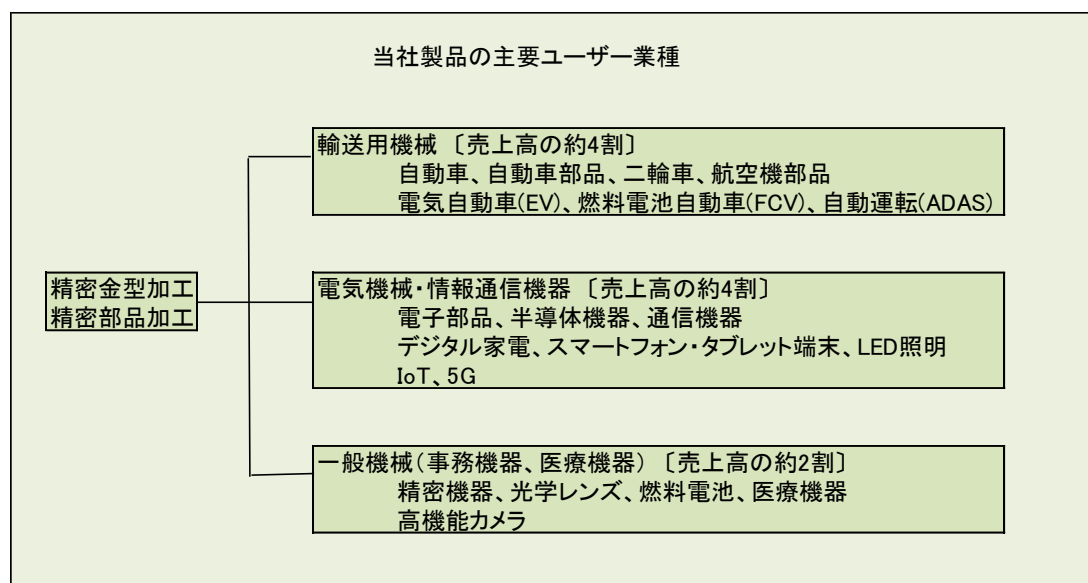 当社製品の主要ユーザー業種
輸送用機械 〔売上高の約4割〕
自動車、自動車部品、二輪車、航空機部品
電気自動車(EV)、燃料電池自動車(FCV)、自動運転(ADAS)
精密金型加工
精密部品加工
電気機械・情報通信機器 〔売上高の約4割〕
電子部品、半導体機器、通信機器
デジタル家電、スマートフォン・タブレット端末、LED照明
IoT、5G
一般機械(事務機器、医療機器) 〔売上高の約2割〕
精密機器、光学レンズ、燃料電池、医療機器
高機能カメラ